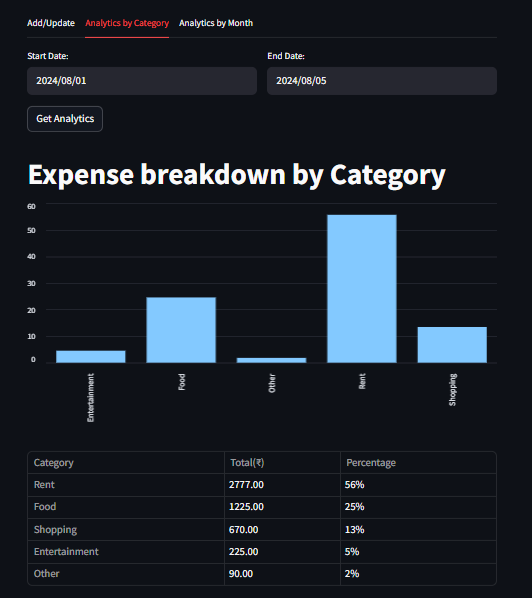 Add/Update Analytics by Category Analytics by Month
Start Date: End Date:
2024/08/01 2024/08/05
Get Analytics
Expense breakdown by Category
60
50
40
30
20
10
0
Entertainment Food Other Rent Shopping
Category Total(₹) Percentage
Rent 2777.00 56%
Food 1225.00 25%
Shopping 670.00 13%
Entertainment 225.00 5%
Other 90.00 2%